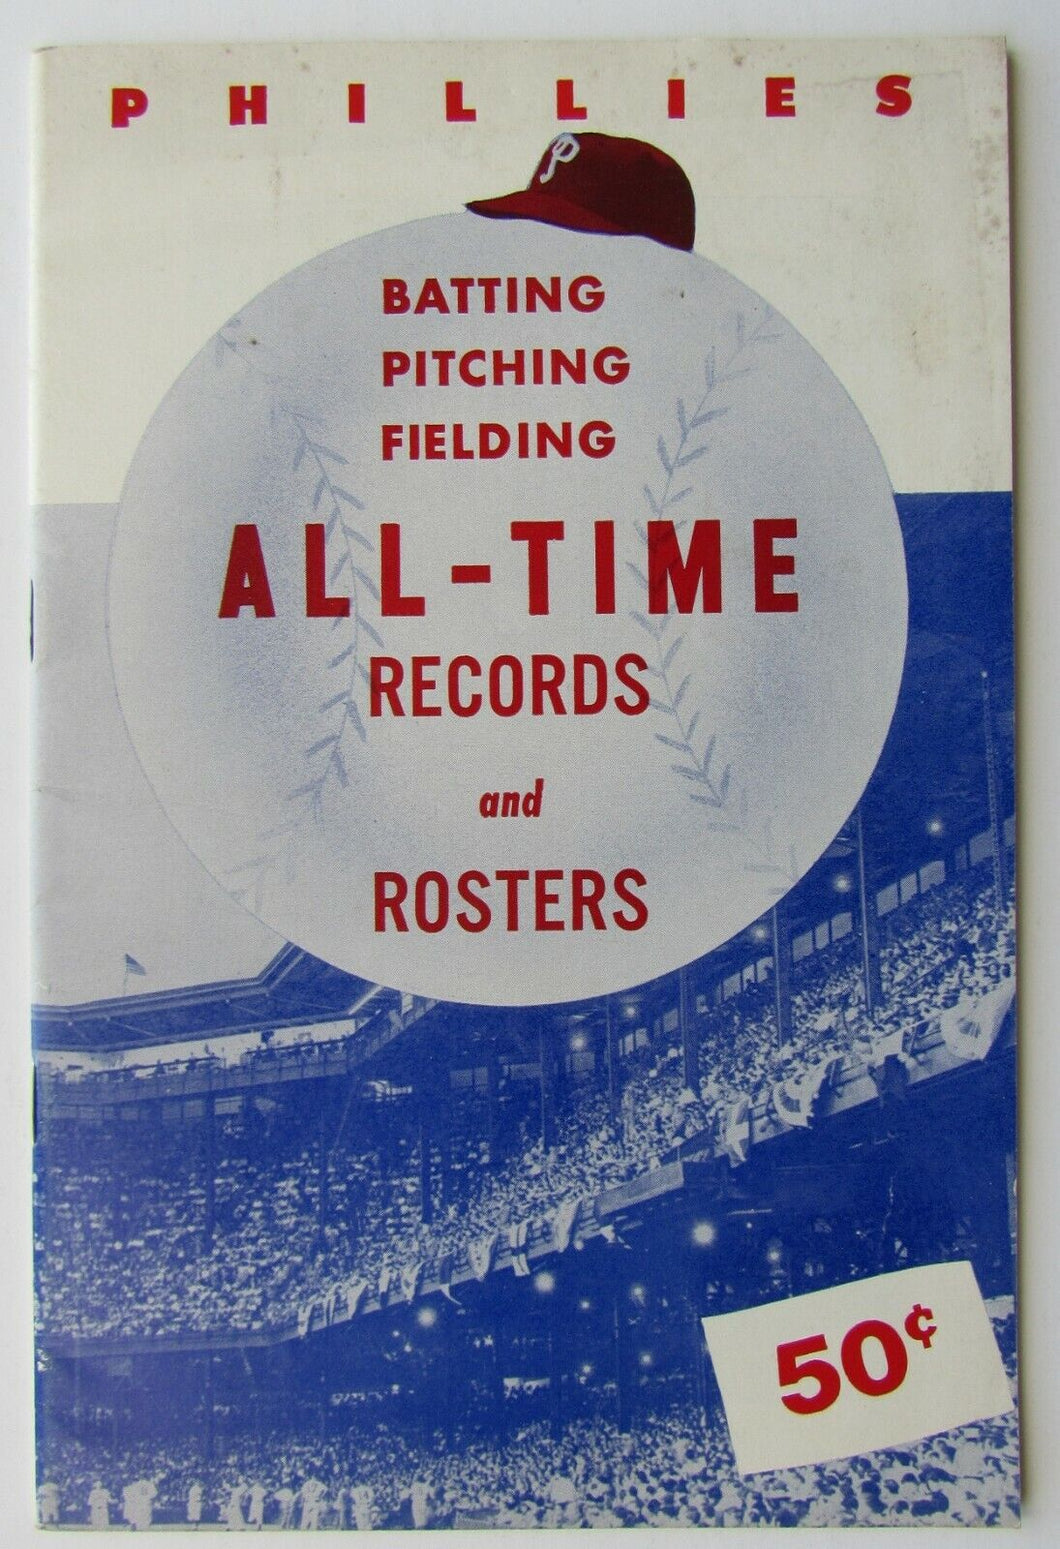 PHILLIES
P
BATTING
PITCHING
FIELDING
ALL-TIME
RECORDS
and
ROSTERS
50¢